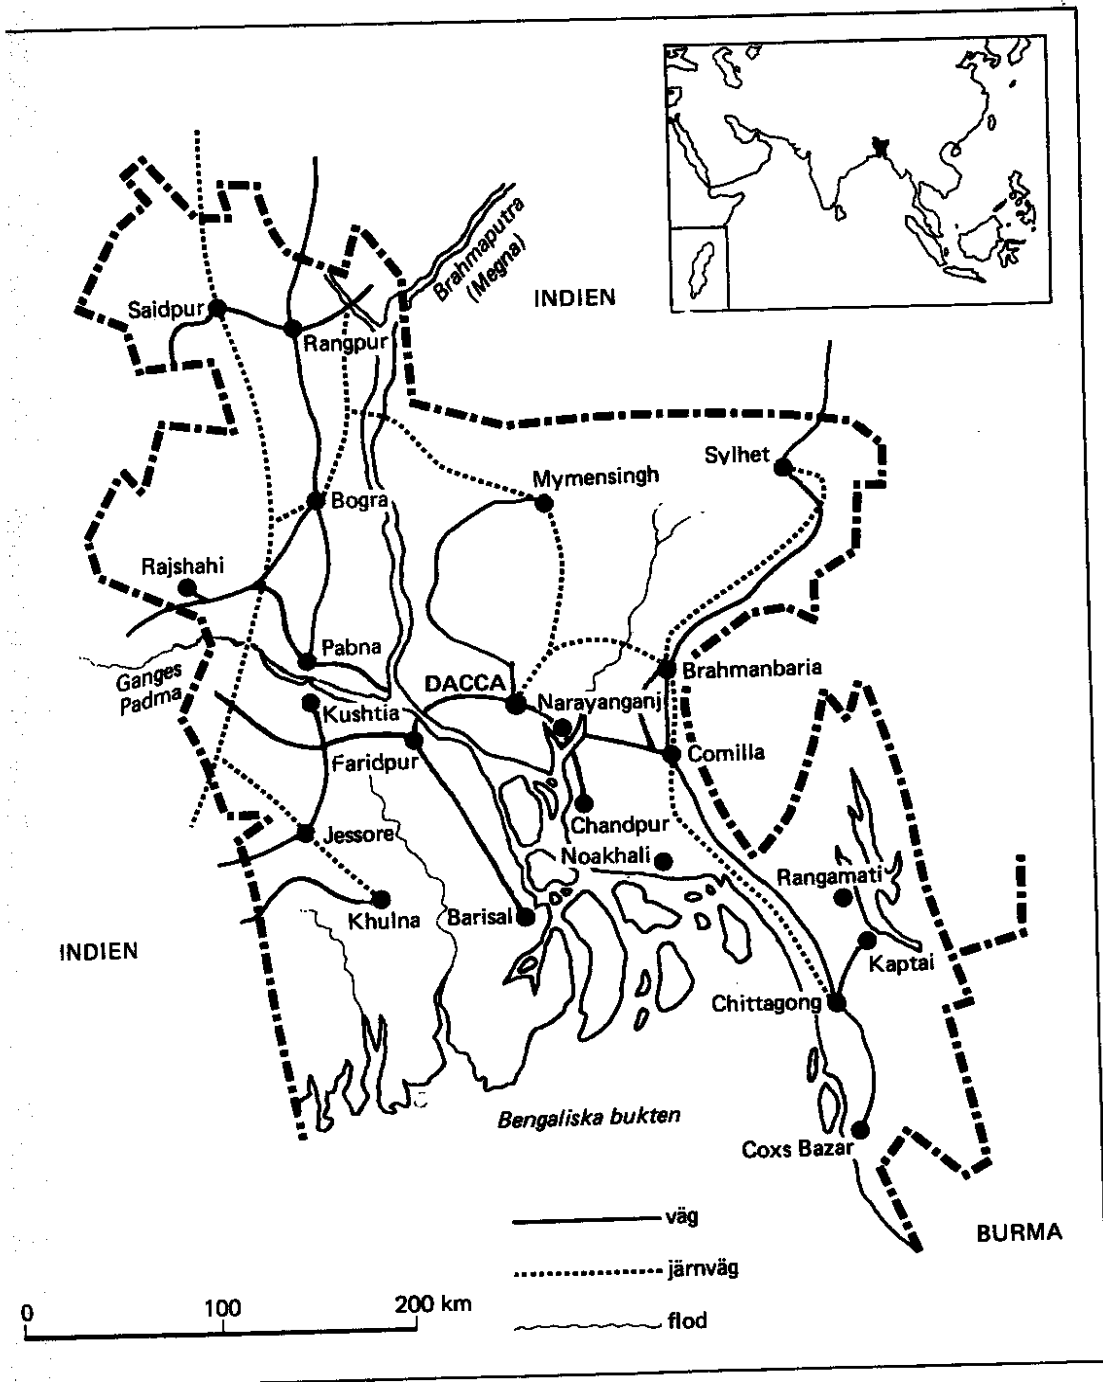 Brahmaputra
(Megna)
INDIEN
Saidpur
Rangpur
Sylhet
Mymensingh
Bogra
Rajshahi
Pabna
Ganges
Padma
DACCA
Narayanganj
Brahmanbaria
Kushtia
Faridpur
Comilla
Jessore
Chandpur
Noakhali
Rangamati
Khulna
Barisal
INDIEN
Kaptai
Chittagong
Bengaliska bukten
Coxs Bazar
BURMA
väg
järnväg
flod
0 100 200 km